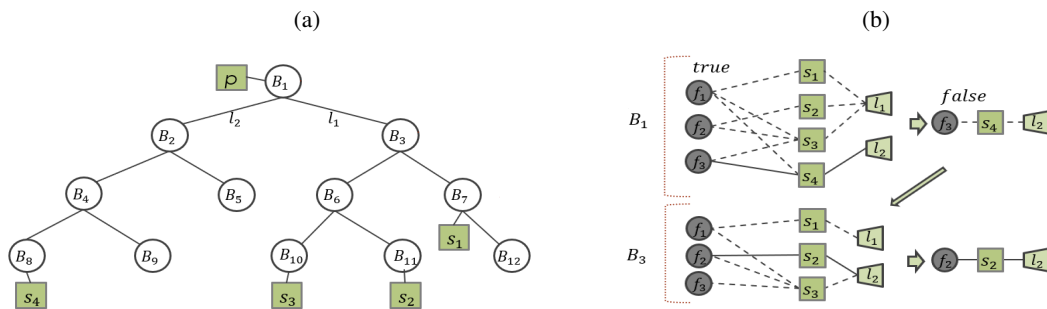 (a)
p
B₁
l₂
l₁
B₂
B₃
B₄
B₅
B₆
B₇
s₁
B₈
B₉
B₁₀
B₁₁
B₁₂
s₄
s₃
s₂
(b)
B₁
true
f₁
f₂
f₃
s₁
s₂
s₃
s₄
l₁
l₂
false
f₃
s₄
l₂
B₃
f₁
f₂
f₃
s₁
s₂
s₃
l₁
l₂
f₂
s₂
l₂